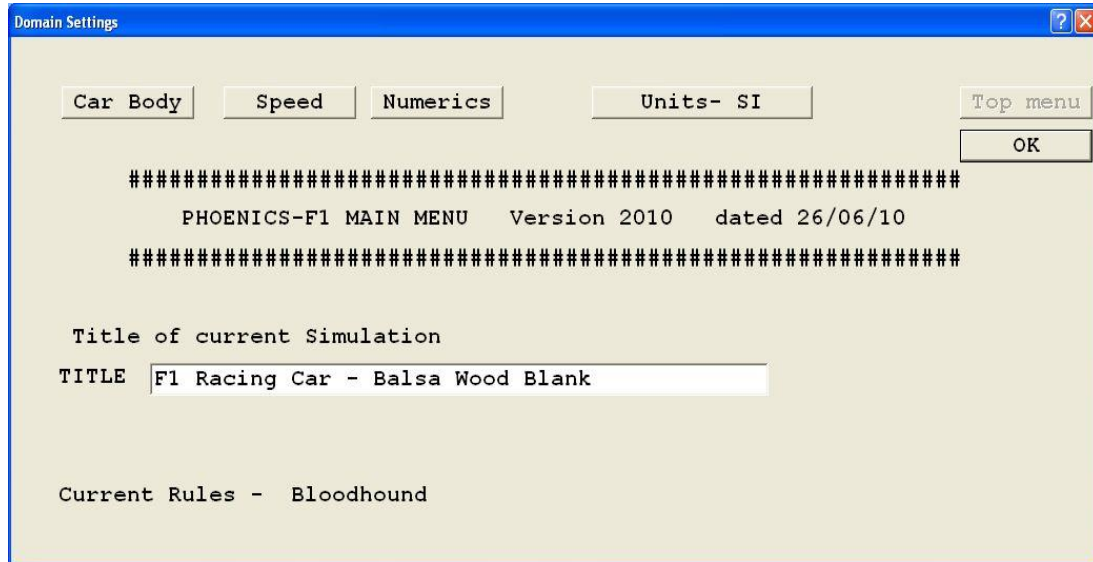 Domain Settings
Car Body Speed Numerics Units- SI Top menu
OK
#############################################################
PHOENICS-F1 MAIN MENU Version 2010 dated 26/06/10
#############################################################
Title of current Simulation
TITLE F1 Racing Car - Balsa Wood Blank
Current Rules - Bloodhound